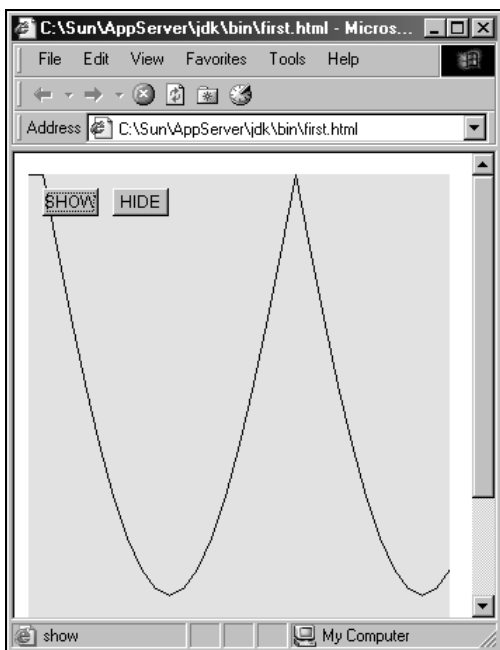 C:\Sun\AppServer\jdk\bin\first.html - Micros...
File Edit View Favorites Tools Help
Address C:\Sun\AppServer\jdk\bin\first.html
SHOW HIDE
show My Computer